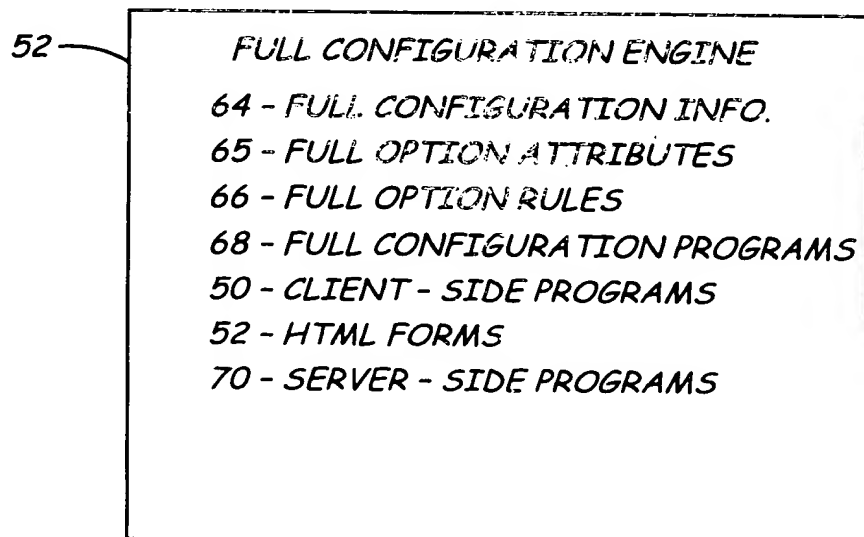 52
FULL CONFIGURATION ENGINE
64 - FULL CONFIGURATION INFO.
65 - FULL OPTION ATTRIBUTES
66 - FULL OPTION RULES
68 - FULL CONFIGURATION PROGRAMS
50 - CLIENT - SIDE PROGRAMS
52 - HTML FORMS
70 - SERVER - SIDE PROGRAMS